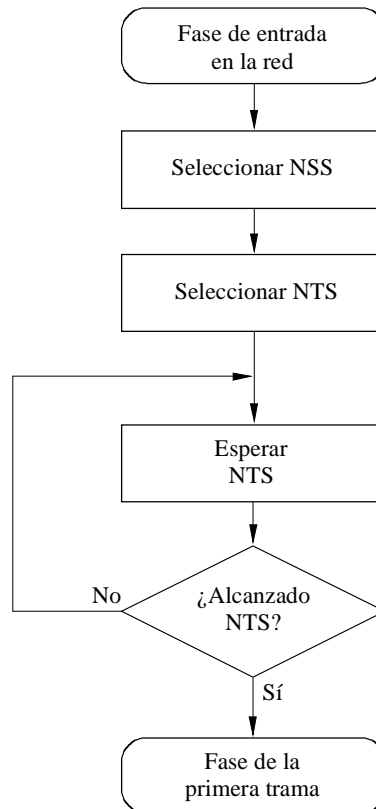 Fase de entrada
en la red
Seleccionar NSS
Seleccionar NTS
Esperar
NTS
No
¿Alcanzado
NTS?
Sí
Fase de la
primera trama